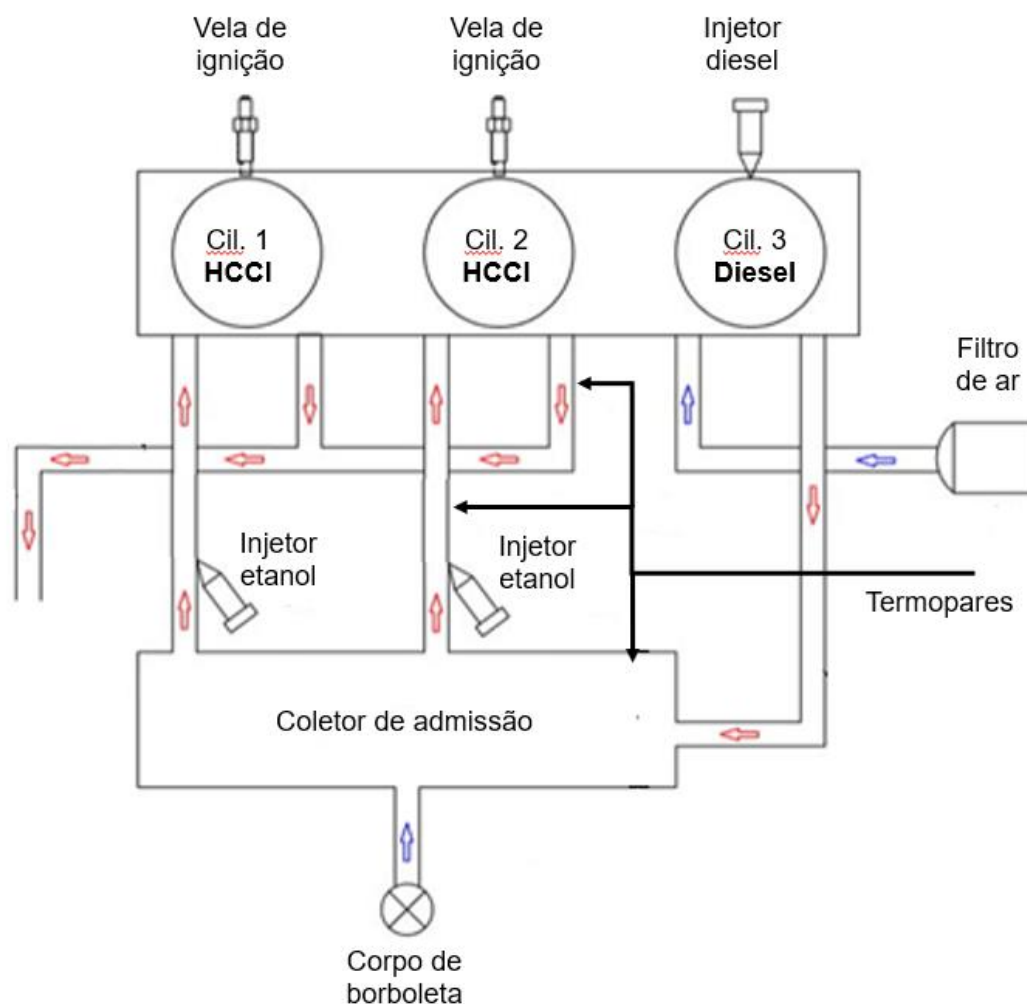 Vela de
ignição
Vela de
ignição
Injetor
diesel
Cil. 1
HCCI
Cil. 2
HCCI
Cil. 3
Diesel
Filtro
de ar
Injetor
etanol
Injetor
etanol
Termopares
Coletor de admissão
Corpo de
borboleta